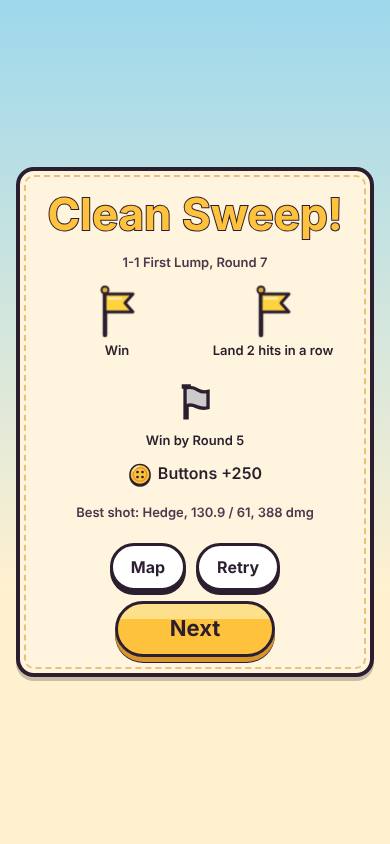 Clean Sweep!
1-1 First Lump, Round 7
Win
Land 2 hits in a row
Win by Round 5
Buttons +250
Best shot: Hedge, 130.9 / 61, 388 dmg
Map
Retry
Next